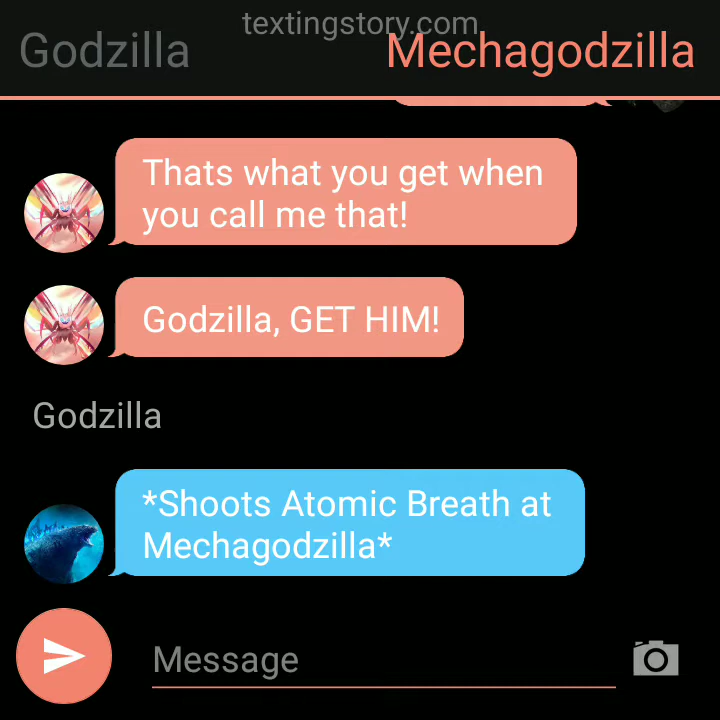 textingstory.com
Godzilla
Mechagodzilla
Thats what you get when
you call me that!
Godzilla, GET HIM!
Godzilla
*Shoots Atomic Breath at
Mechagodzilla*
Message